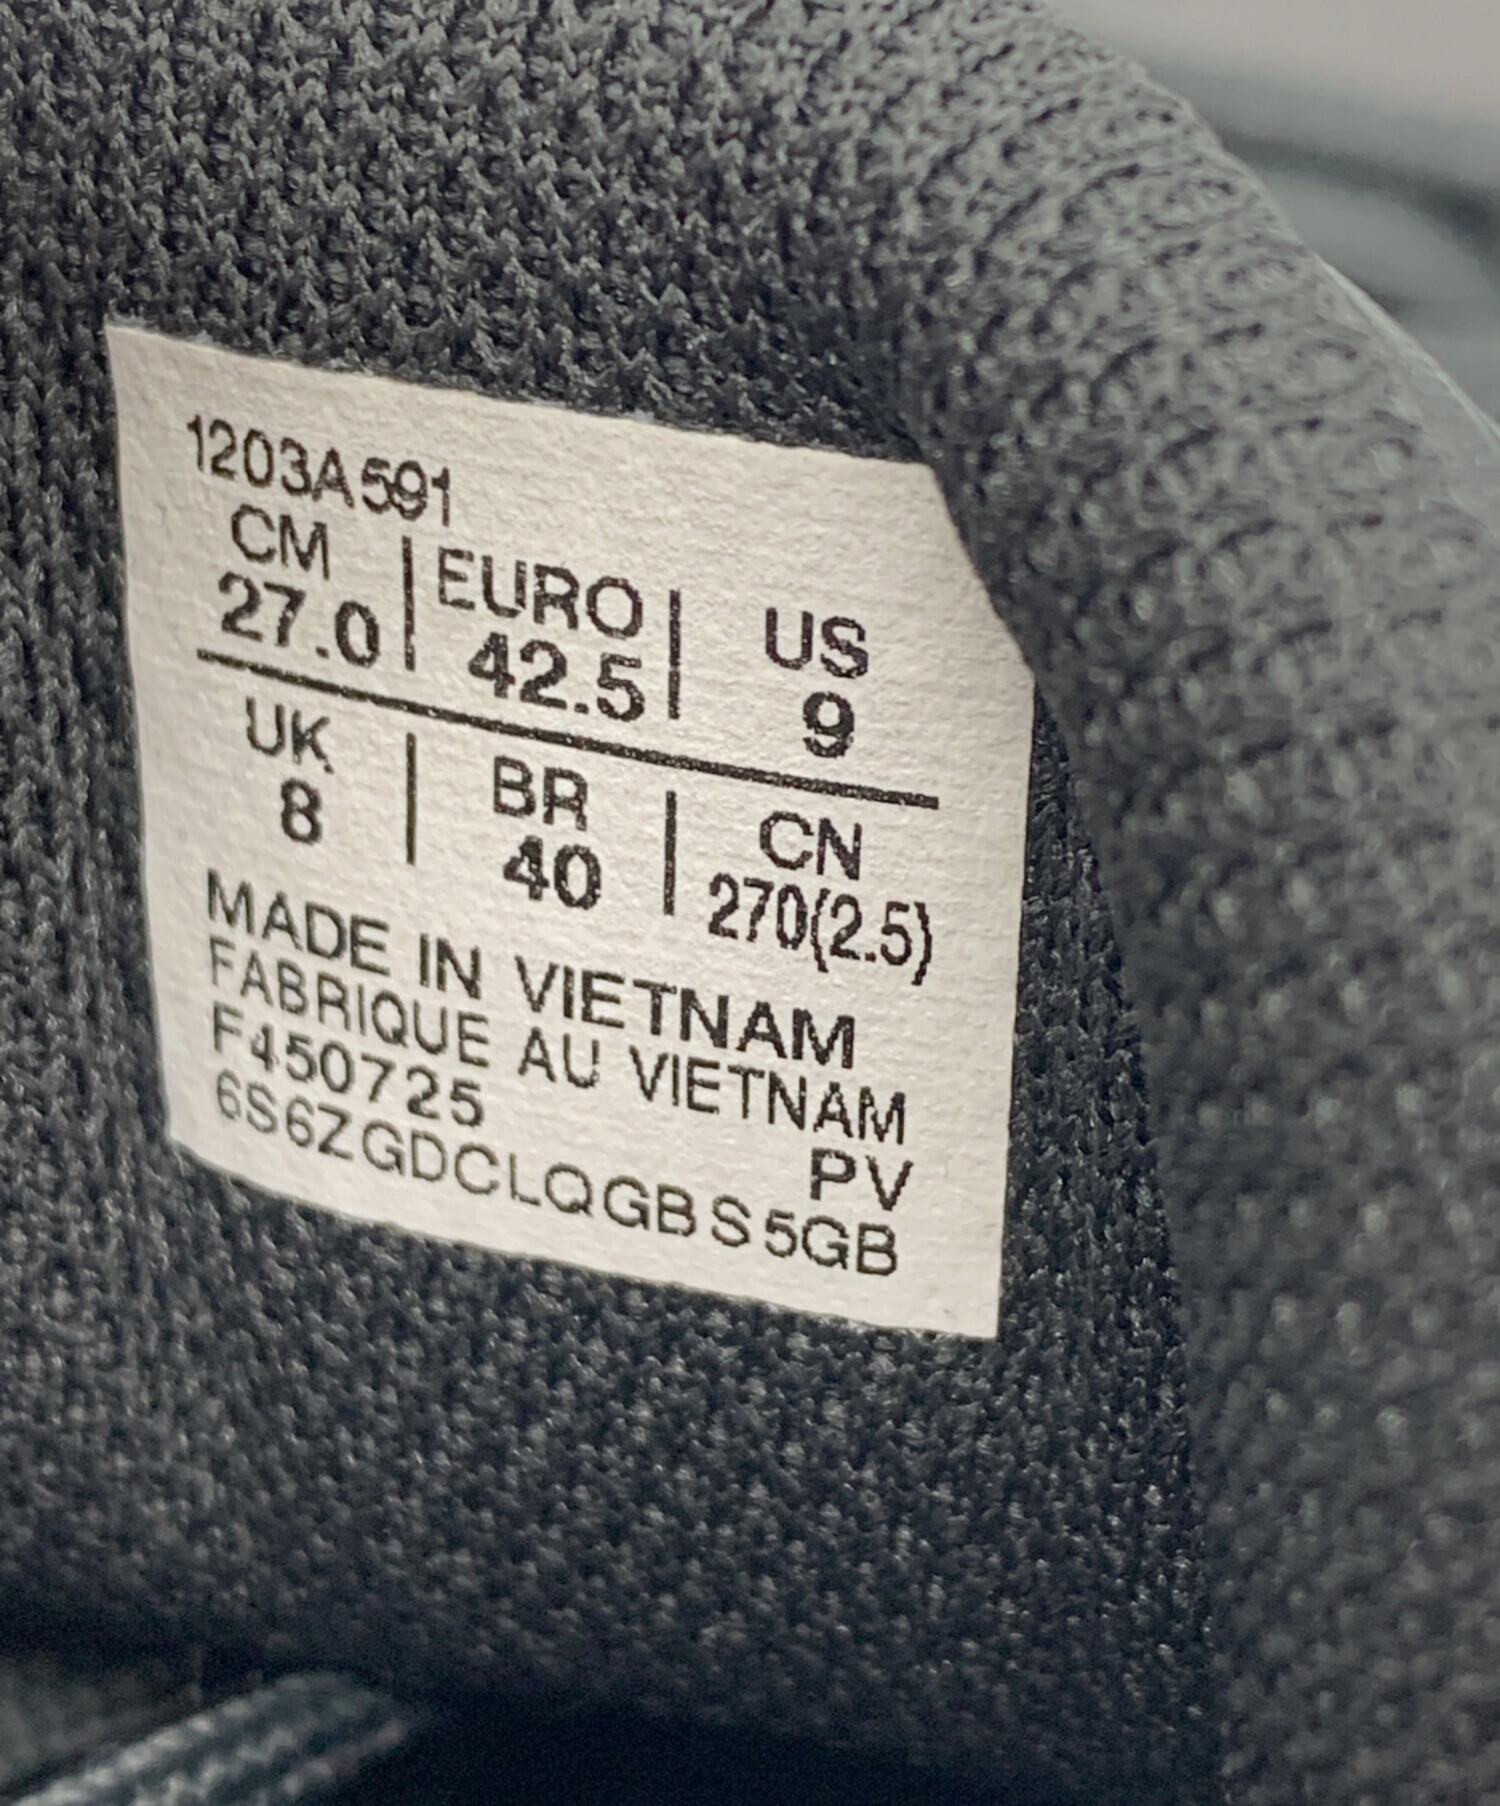 1203A591
CM EURO US
27.0 42.5 9
UK BR CN
8 40 270(2.5)
MADE IN VIETNAM
FABRIQUE AU VIETNAM
F450725 PV
6S6ZGDCLQGBS5GB